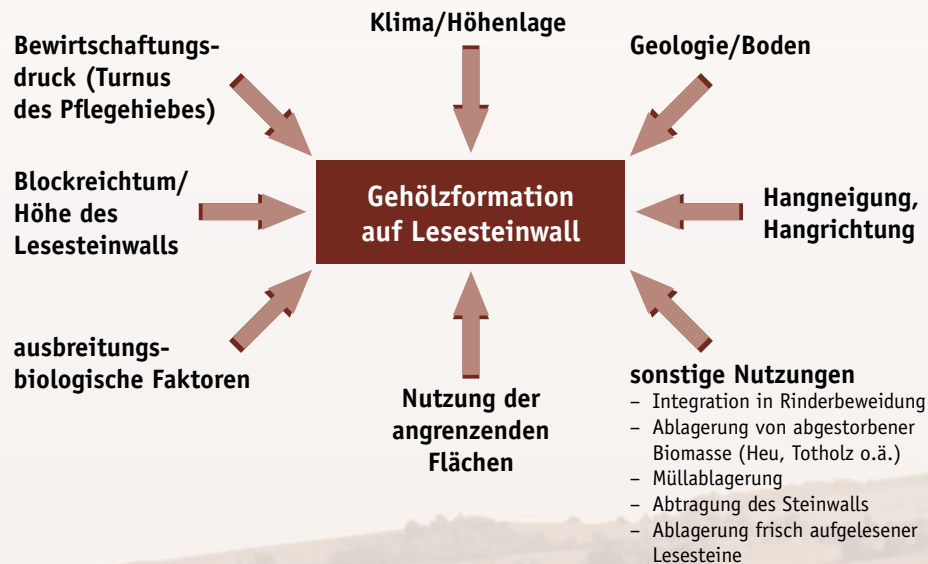 Klima/Höhenlage
Bewirtschaftungs-
druck (Turnus
des Pflegehiebes)
Geologie/Boden
Blockreichtum/
Höhe des
Lesesteinwalls
Gehölzformation
auf Lesesteinwall
Hangneigung,
Hangrichtung
ausbreitungs-
biologische Faktoren
Nutzung der
angrenzenden
Flächen
sonstige Nutzungen
– Integration in Rinderbeweidung
– Ablagerung von abgestorbener
Biomasse (Heu, Totholz o.ä.)
– Müllablagerung
– Abtragung des Steinwalls
– Ablagerung frisch aufgelesener
Lesesteine